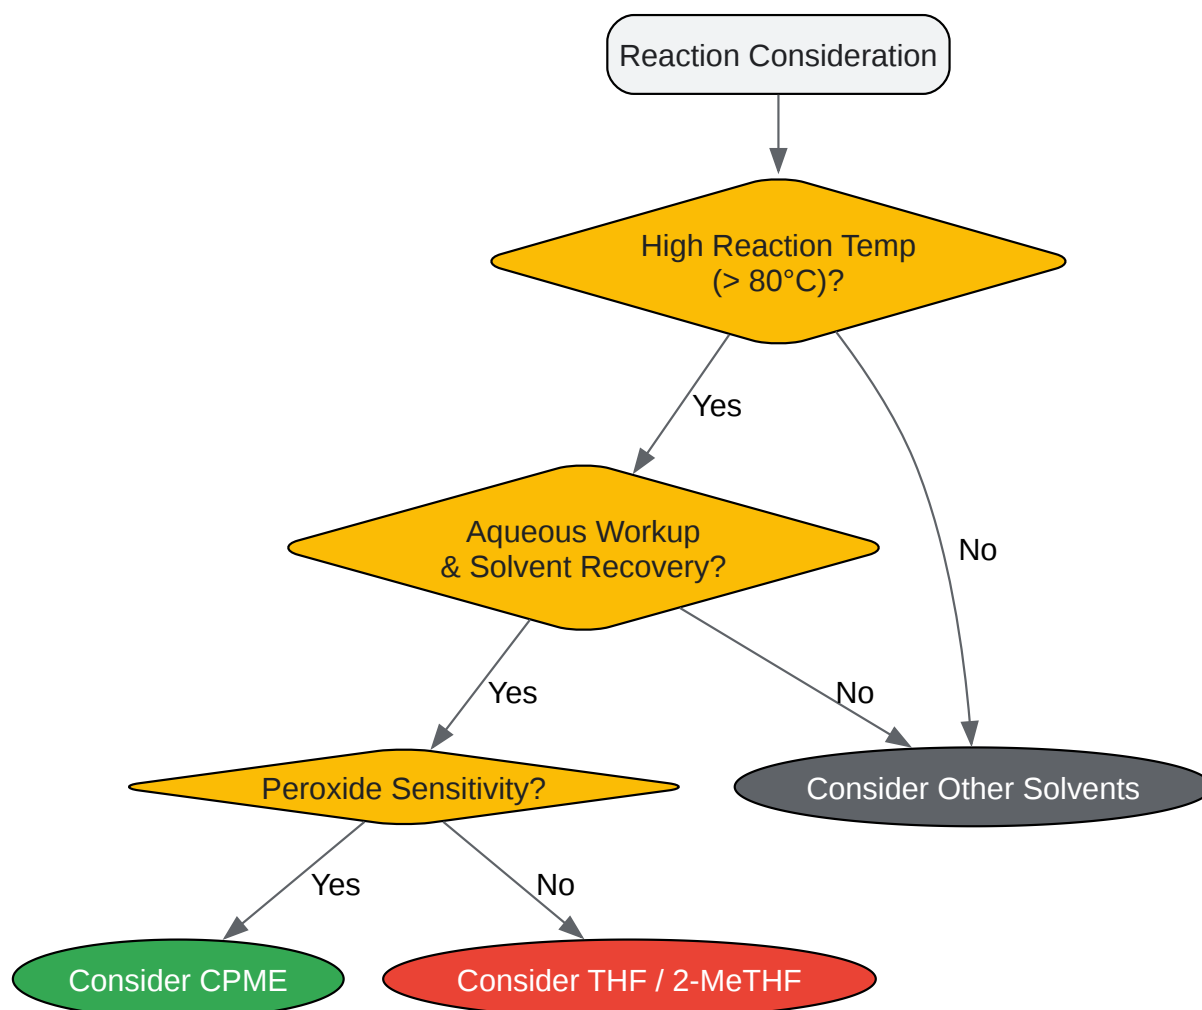 Reaction Consideration
High Reaction Temp
(> 80°C)?
Yes
No
Aqueous Workup
& Solvent Recovery?
Yes
No
Peroxide Sensitivity?
Consider Other Solvents
Yes
No
Consider CPME
Consider THF / 2-MeTHF